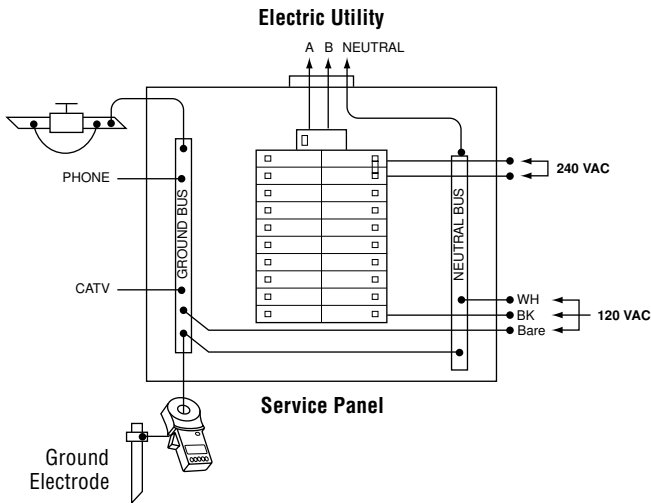 Electric Utility
A B NEUTRAL
PHONE
GROUND BUS
CATV
NEUTRAL BUS
240 VAC
WH
BK
Bare
120 VAC
Service Panel
Ground
Electrode